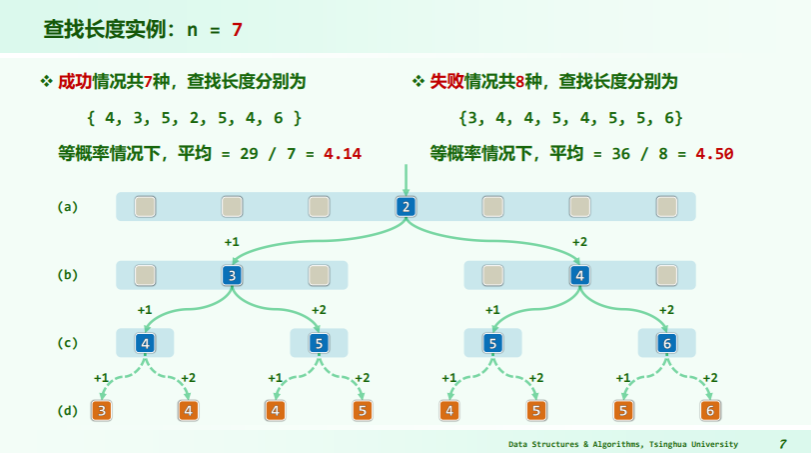 查找长度实例：n = 7
❖ 成功情况共7种，查找长度分别为
{ 4, 3, 5, 2, 5, 4, 6 }
等概率情况下，平均 = 29 / 7 = 4.14
❖ 失败情况共8种，查找长度分别为
{3, 4, 4, 5, 4, 5, 5, 6}
等概率情况下，平均 = 36 / 8 = 4.50
(a) 2
+1 +2
(b) 3 4
+1 +2 +1 +2
(c) 4 5 5 6
+1 +2 +1 +2 +1 +2 +1 +2
(d) 3 4 4 5 4 5 5 6
Data Structures & Algorithms, Tsinghua University 7